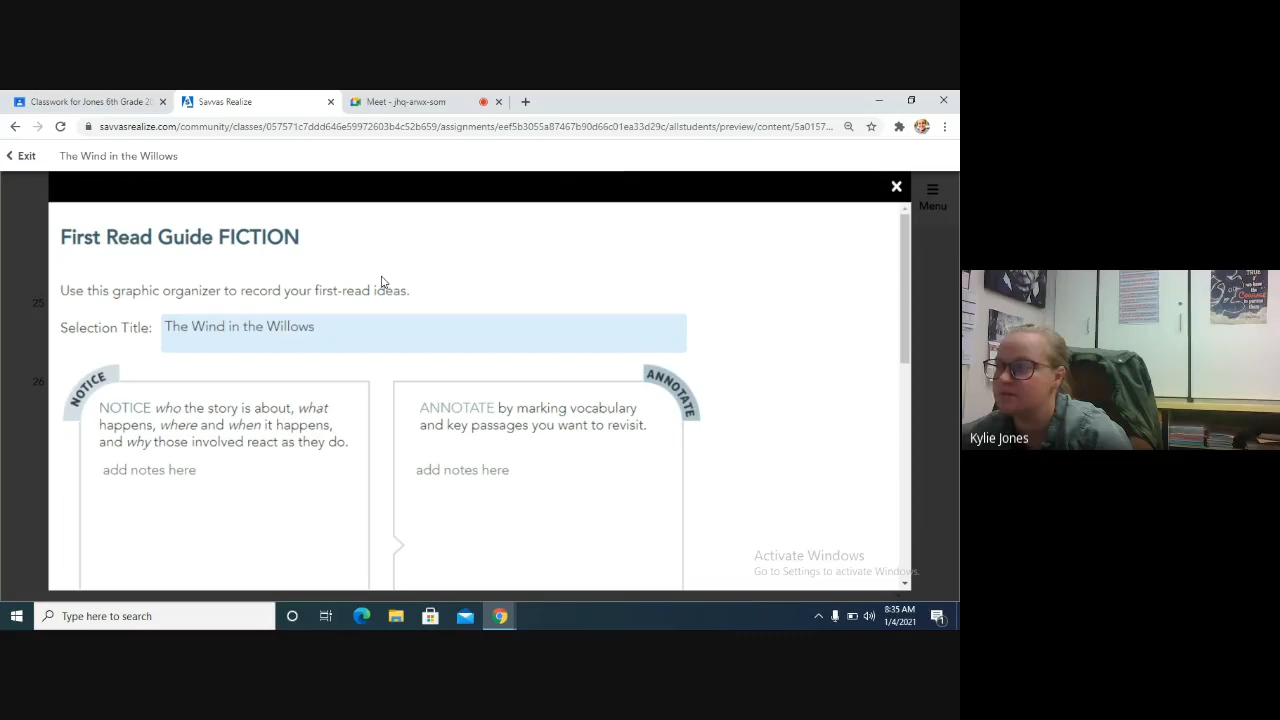 Classwork for Jones 6th Grade 20
Savvas Realize
Meet - jhq-arwx-som
savvasrealize.com/community/classes/057571c7ddd646e59972603b4c52b659/assignments/eef5b3055a87467b90d66c01ea33d29c/allstudents/preview/content/5a0157...
Exit
The Wind in the Willows
Menu
First Read Guide FICTION
Use this graphic organizer to record your first-read ideas.
25
Selection Title: The Wind in the Willows
26
NOTICE
NOTICE who the story is about, what
happens, where and when it happens,
and why those involved react as they do.
add notes here
ANNOTATE
ANNOTATE by marking vocabulary
and key passages you want to revisit.
add notes here
Activate Windows
Go to Settings to activate Windows.
Type here to search
8:35 AM
1/4/2021
1
Kylie Jones